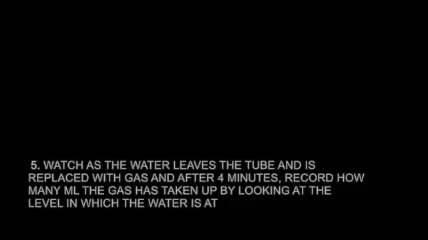 5. WATCH AS THE WATER LEAVES THE TUBE AND IS
REPLACED WITH GAS AND AFTER 4 MINUTES, RECORD HOW
MANY ML THE GAS HAS TAKEN UP BY LOOKING AT THE
LEVEL IN WHICH THE WATER IS AT